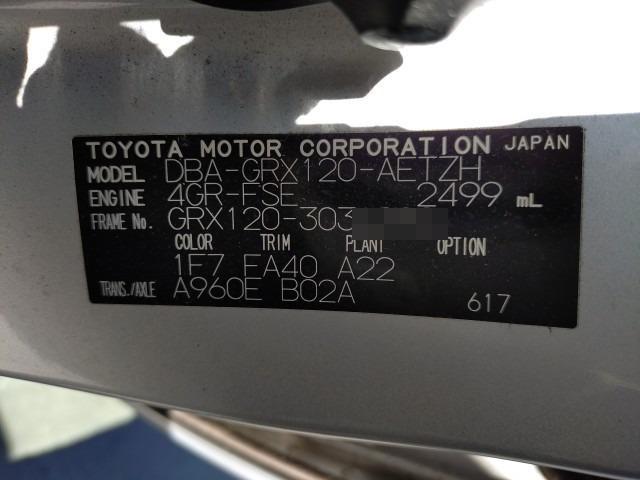 TOYOTA MOTOR CORPORATION JAPAN
MODEL DBA-GRX120-AETZH
ENGINE 4GR-FSE 2499 mL
FRAME No. GRX120-303
COLOR TRIM PLANT OPTION
1F7 FA40 A22
TRANS./AXLE A960E B02A
617